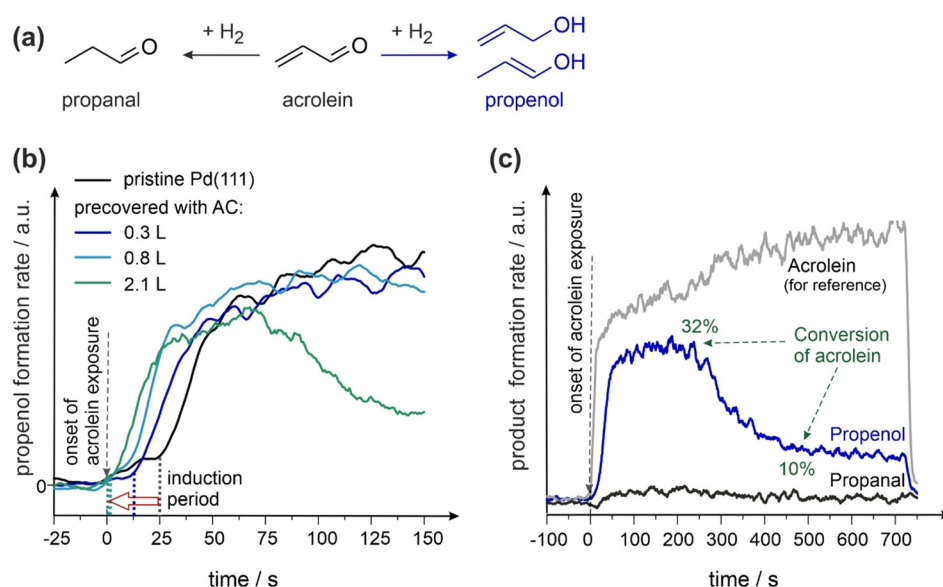 (a)
+ H₂
+ H₂
OH
O
O
OH
propanal
acrolein
propenol
(b)
propenol formation rate / a.u.
pristine Pd(111)
precovered with AC:
0.3 L
0.8 L
2.1 L
onset of
acrolein exposure
induction
period
0
-25
0
25
50
75
100
125
150
time / s
(c)
product formation rate / a.u.
onset of acrolein exposure
Acrolein
(for reference)
32%
Conversion
of acrolein
Propenol
10%
Propanal
-100
0
100
200
300
400
500
600
700
time / s